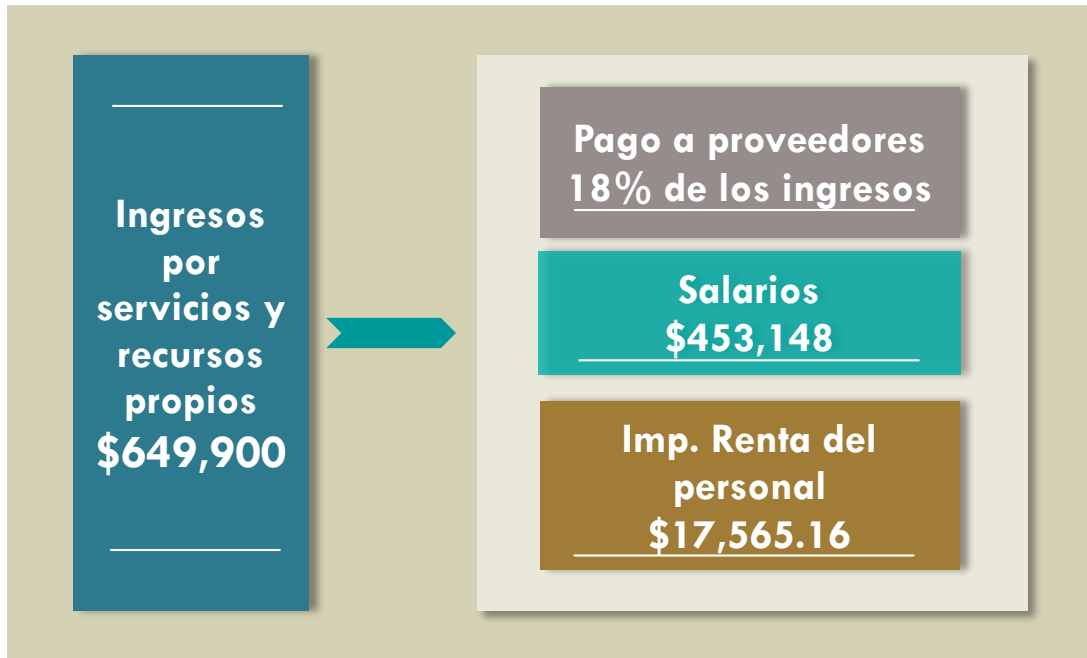 Ingresos
por
servicios y
recursos
propios
$649,900
Pago a proveedores
18% de los ingresos
Salarios
$453,148
Imp. Renta del
personal
$17,565.16